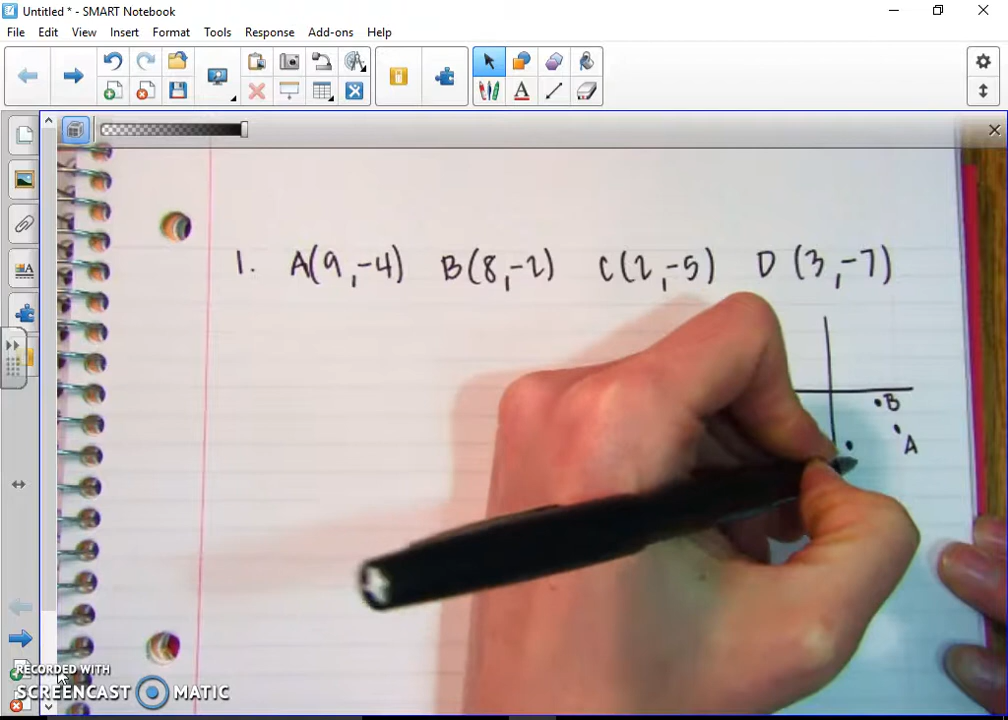 Untitled * - SMART Notebook
File Edit View Insert Format Tools Response Add-ons Help
1. A(9,-4) B(8,-2) C(2,-5) D(3,-7)
B
A
RECORDED WITH
SCREENCAST MATIC